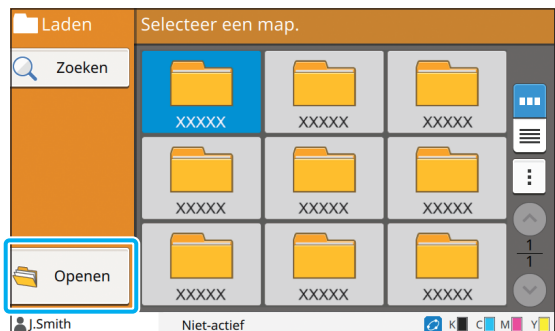 Laden
Selecteer een map.
Zoeken
XXXXX XXXXX XXXXX
XXXXX XXXXX XXXXX
XXXXX XXXXX XXXXX
1
1
Openen
J.Smith
Niet-actief
K C M Y